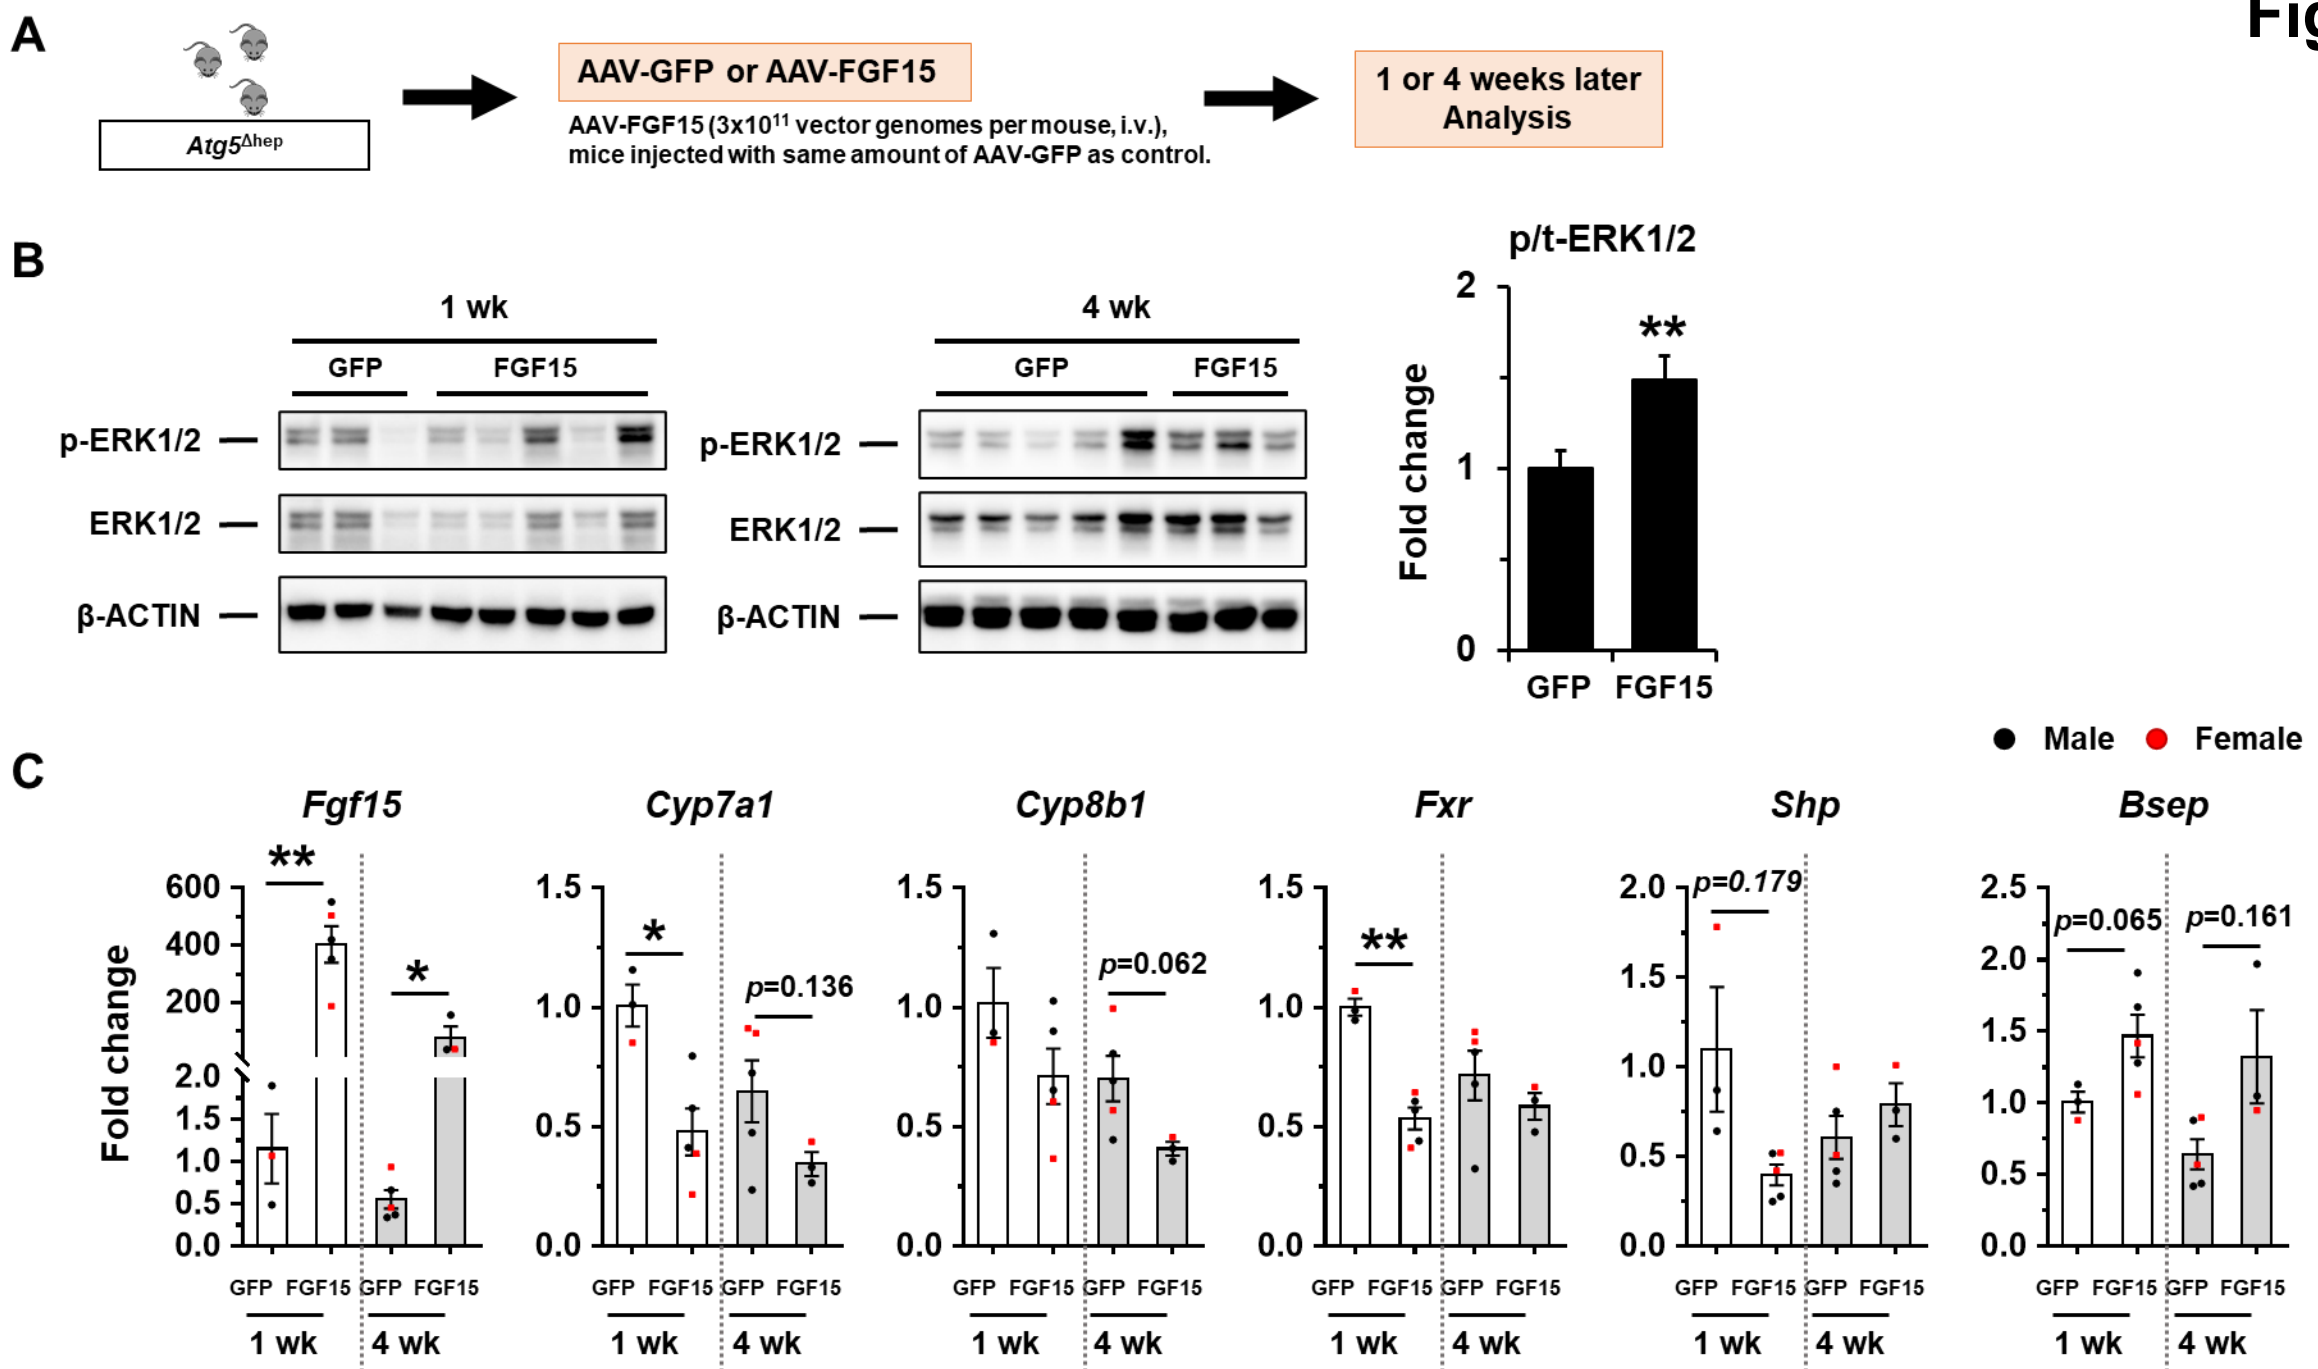 Fig
A
Atg5Δhep
AAV-GFP or AAV-FGF15
AAV-FGF15 (3x10¹¹ vector genomes per mouse, i.v.),
mice injected with same amount of AAV-GFP as control.
1 or 4 weeks later
Analysis
B
1 wk
GFP FGF15
p-ERK1/2
ERK1/2
β-ACTIN
4 wk
GFP FGF15
p-ERK1/2
ERK1/2
β-ACTIN
p/t-ERK1/2
Fold change
2
1
0
**
GFP FGF15
Male Female
C
Fold change
Fgf15
600
400
200
2.0
1.5
1.0
0.5
0.0
**
*
GFP FGF15 GFP FGF15
1 wk 4 wk
Cyp7a1
1.5
1.0
0.5
0.0
*
p=0.136
GFP FGF15 GFP FGF15
1 wk 4 wk
Cyp8b1
1.5
1.0
0.5
0.0
p=0.062
GFP FGF15 GFP FGF15
1 wk 4 wk
Fxr
1.5
1.0
0.5
0.0
**
GFP FGF15 GFP FGF15
1 wk 4 wk
Shp
2.0
1.5
1.0
0.5
0.0
p=0.179
GFP FGF15 GFP FGF15
1 wk 4 wk
Bsep
2.5
2.0
1.5
1.0
0.5
0.0
p=0.065
p=0.161
GFP FGF15 GFP FGF15
1 wk 4 wk